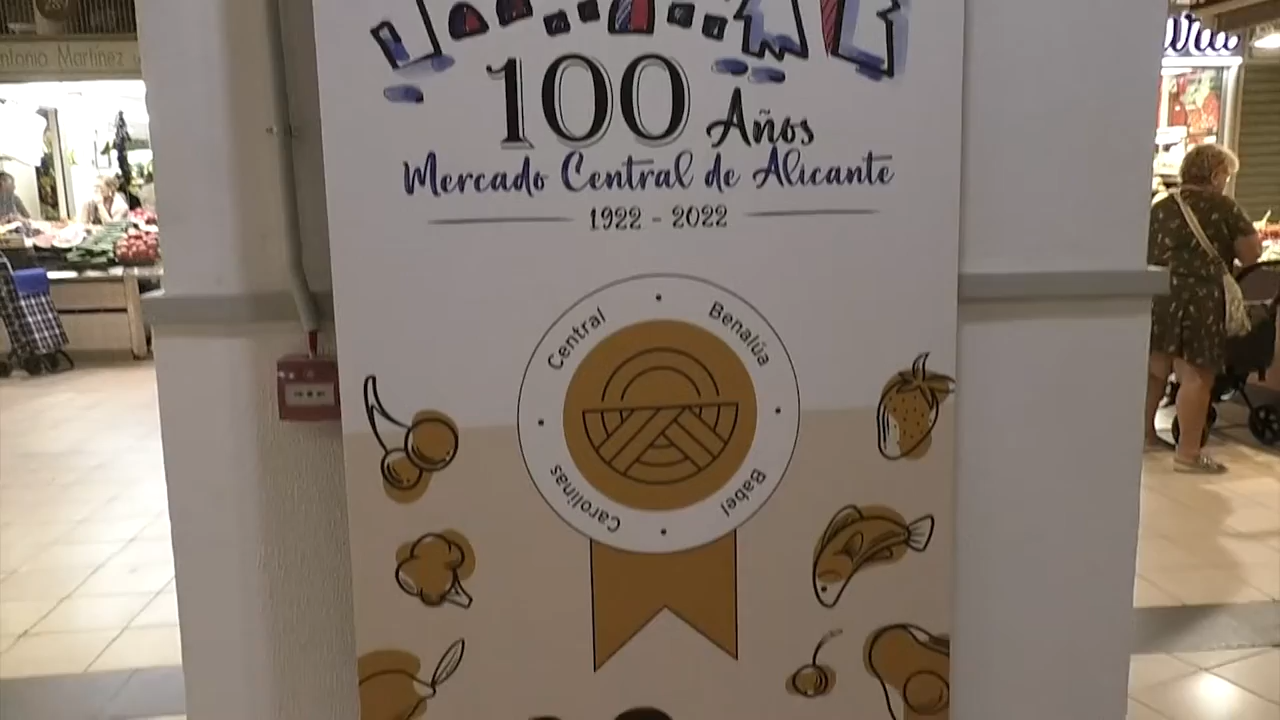 Antonio Martínez
100 Años
Mercado Central de Alicante
1922 - 2022
Central
Benalúa
Carolinas
Babel